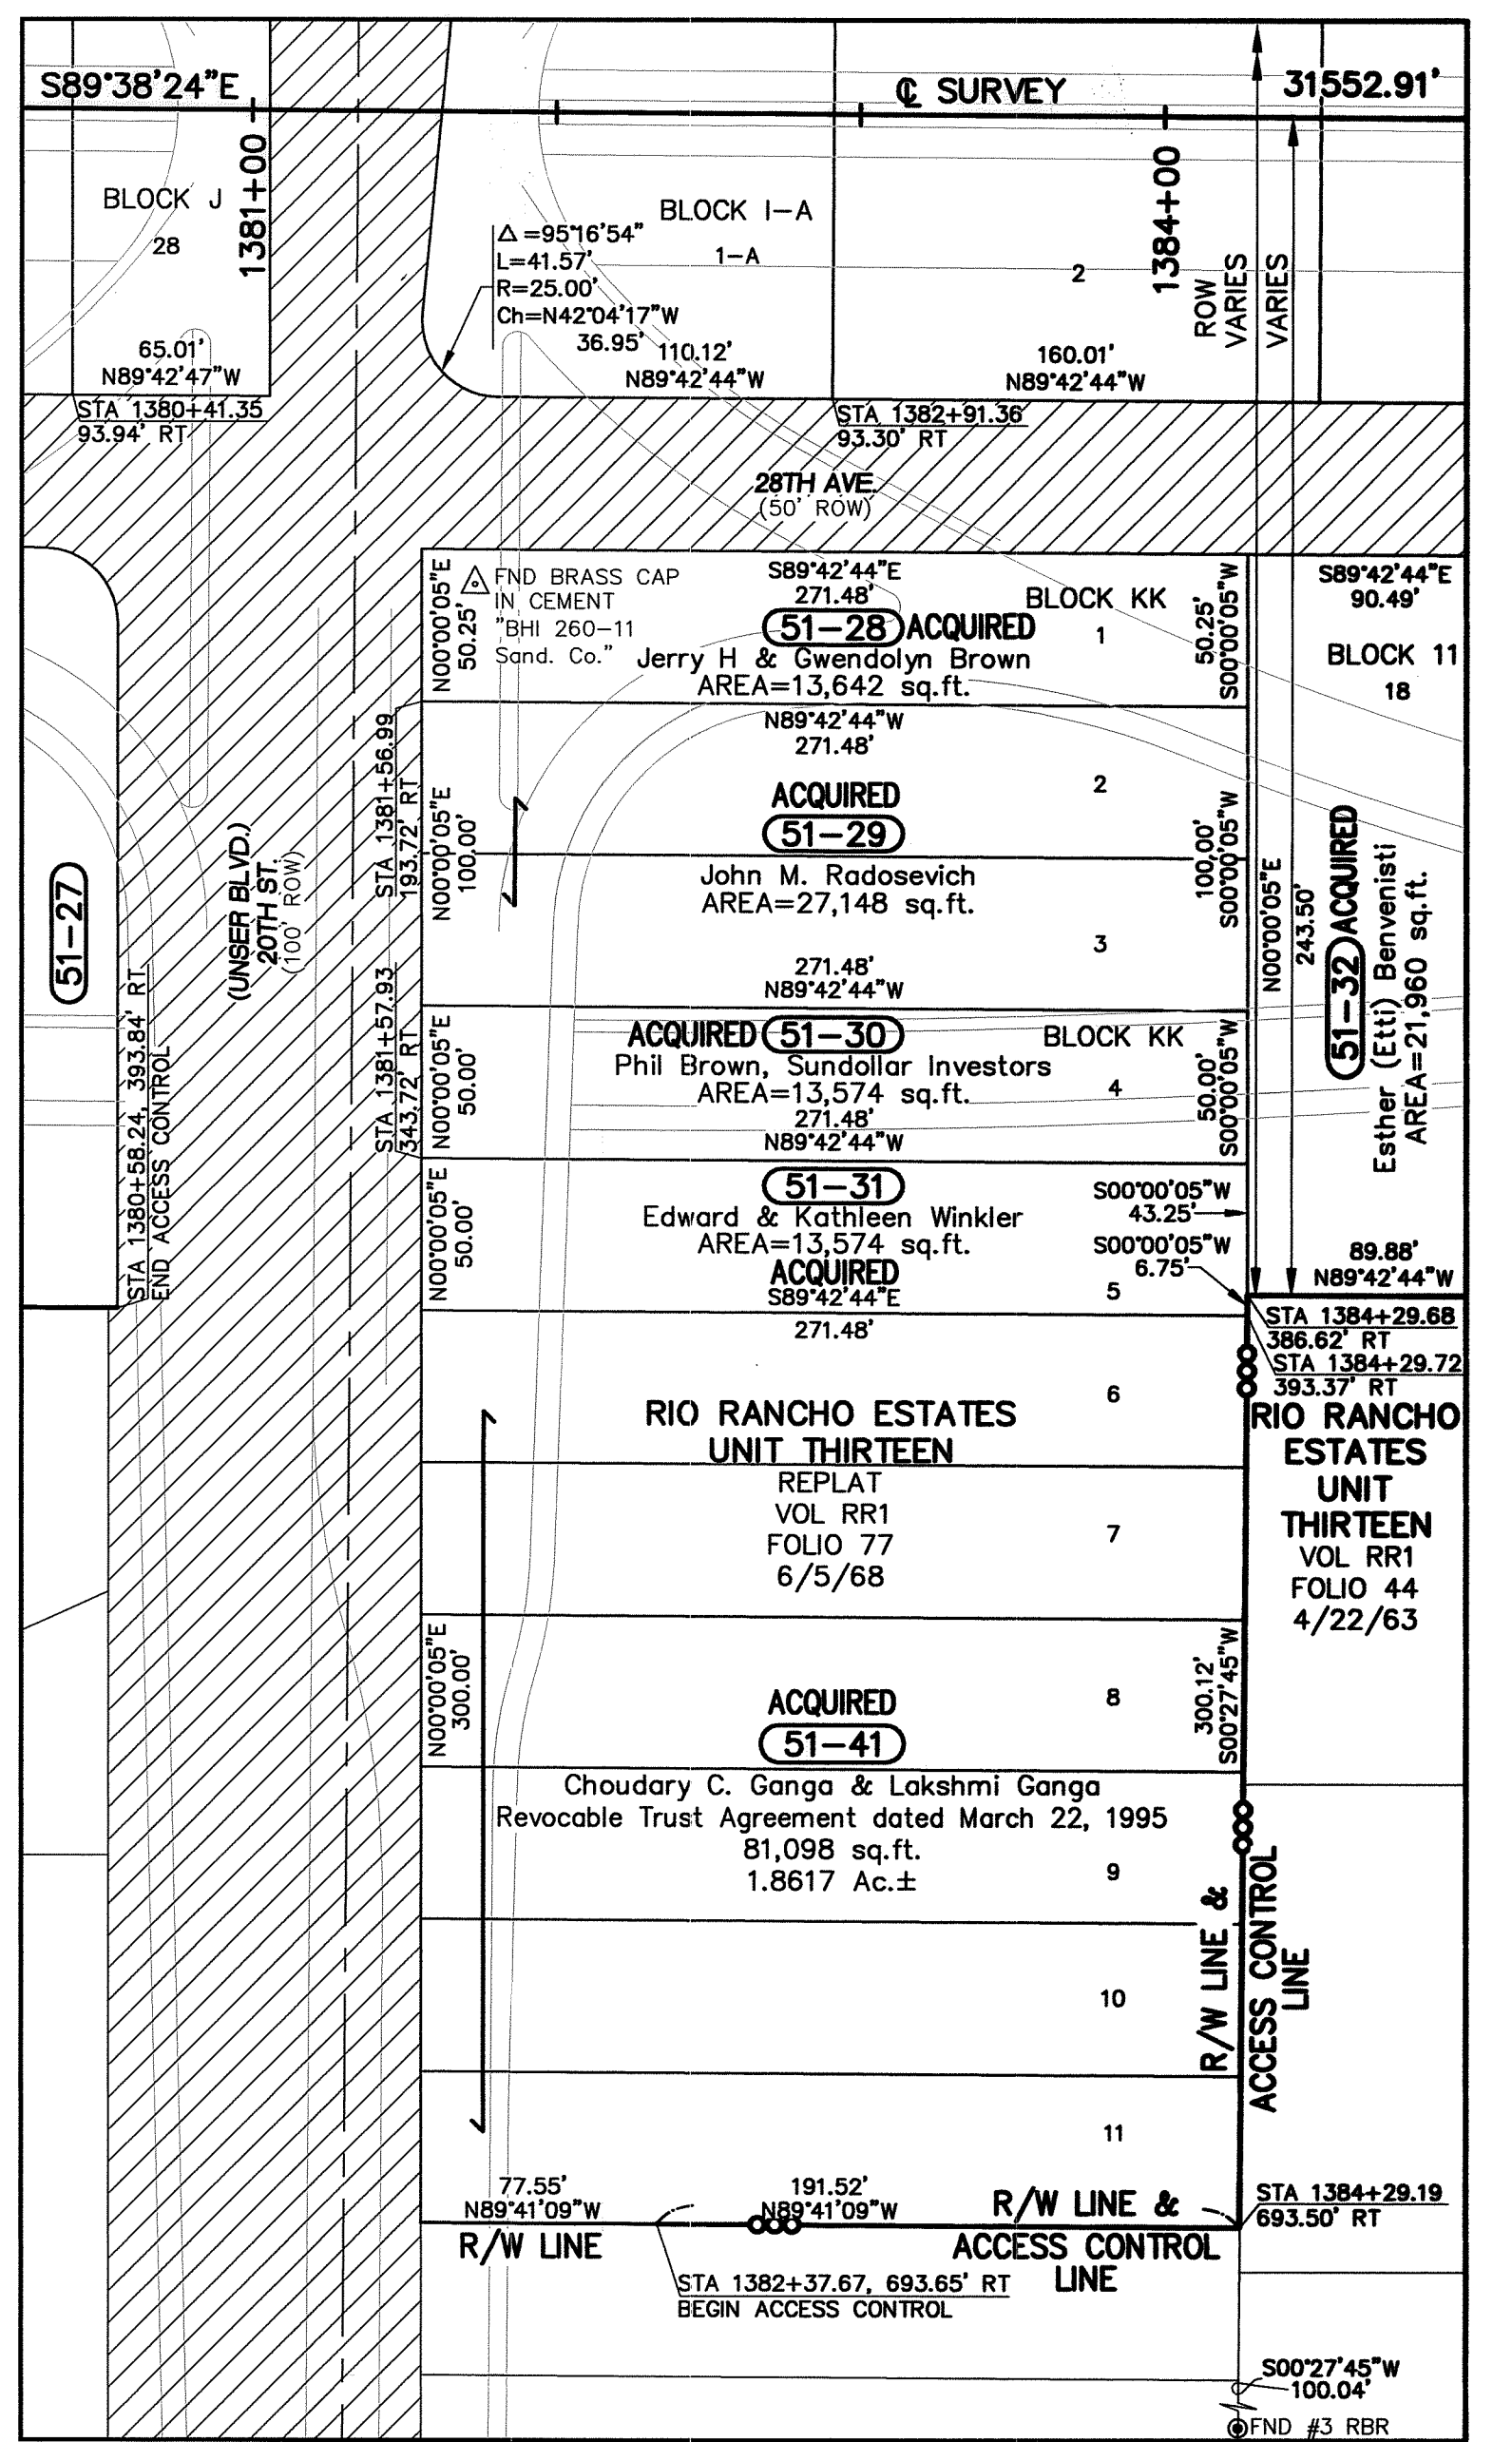 S89°38'24"E
℄ SURVEY
31552.91'
1381+00
1384+00
BLOCK J
28
BLOCK I-A
1-A
2
Δ=95°16'54"
L=41.57'
R=25.00'
Ch=N42°04'17"W
36.95'
ROW
VARIES
VARIES
65.01'
N89°42'47"W
110.12'
N89°42'44"W
160.01'
N89°42'44"W
STA 1380+41.35
93.94' RT
STA 1382+91.36
93.30' RT
28TH AVE.
(50' ROW)
N00°00'05"E
50.25'
FND BRASS CAP
IN CEMENT
"BHI 260-11
Sand. Co."
S89°42'44"E
271.48'
BLOCK KK
51-28 ACQUIRED
1
Jerry H & Gwendolyn Brown
AREA=13,642 sq.ft.
50.25'
S00°00'05"W
S89°42'44"E
90.49'
BLOCK 11
18
N89°42'44"W
271.48'
STA 1381+56.99
193.72' RT
N00°00'05"E
100.00'
ACQUIRED
2
51-29
John M. Radosevich
AREA=27,148 sq.ft.
3
100.00'
S00°00'05"W
271.48'
N89°42'44"W
N00°00'05"E
243.50'
51-32 ACQUIRED
Esther (Etti) Benvenisti
AREA=21,960 sq.ft.
51-27
(UNSER BLVD.)
20TH ST.
(100' ROW)
STA 1380+58.24, 393.84' RT
END ACCESS CONTROL
STA 1381+57.93
343.72' RT
N00°00'05"E
50.00'
ACQUIRED 51-30
BLOCK KK
Phil Brown, Sundollar Investors
AREA=13,574 sq.ft.
4
271.48'
N89°42'44"W
50.00'
S00°00'05"W
N00°00'05"E
50.00'
51-31
Edward & Kathleen Winkler
AREA=13,574 sq.ft.
ACQUIRED
S89°42'44"E
271.48'
S00°00'05"W
43.25'
S00°00'05"W
6.75'
5
89.88'
N89°42'44"W
STA 1384+29.68
386.62' RT
STA 1384+29.72
393.37' RT
6
RIO RANCHO ESTATES
UNIT THIRTEEN
REPLAT
VOL RR1
FOLIO 77
6/5/68
7
RIO RANCHO
ESTATES
UNIT
THIRTEEN
VOL RR1
FOLIO 44
4/22/63
N00°00'05"E
300.00'
ACQUIRED
8
51-41
300.12'
S00°27'45"W
Choudary C. Ganga & Lakshmi Ganga
Revocable Trust Agreement dated March 22, 1995
81,098 sq.ft.
1.8617 Ac.±
9
R/W LINE &
ACCESS CONTROL
LINE
10
11
77.55'
N89°41'09"W
R/W LINE
191.52'
N89°41'09"W
R/W LINE &
ACCESS CONTROL
LINE
STA 1384+29.19
693.50' RT
STA 1382+37.67, 693.65' RT
BEGIN ACCESS CONTROL
S00°27'45"W
100.04'
FND #3 RBR